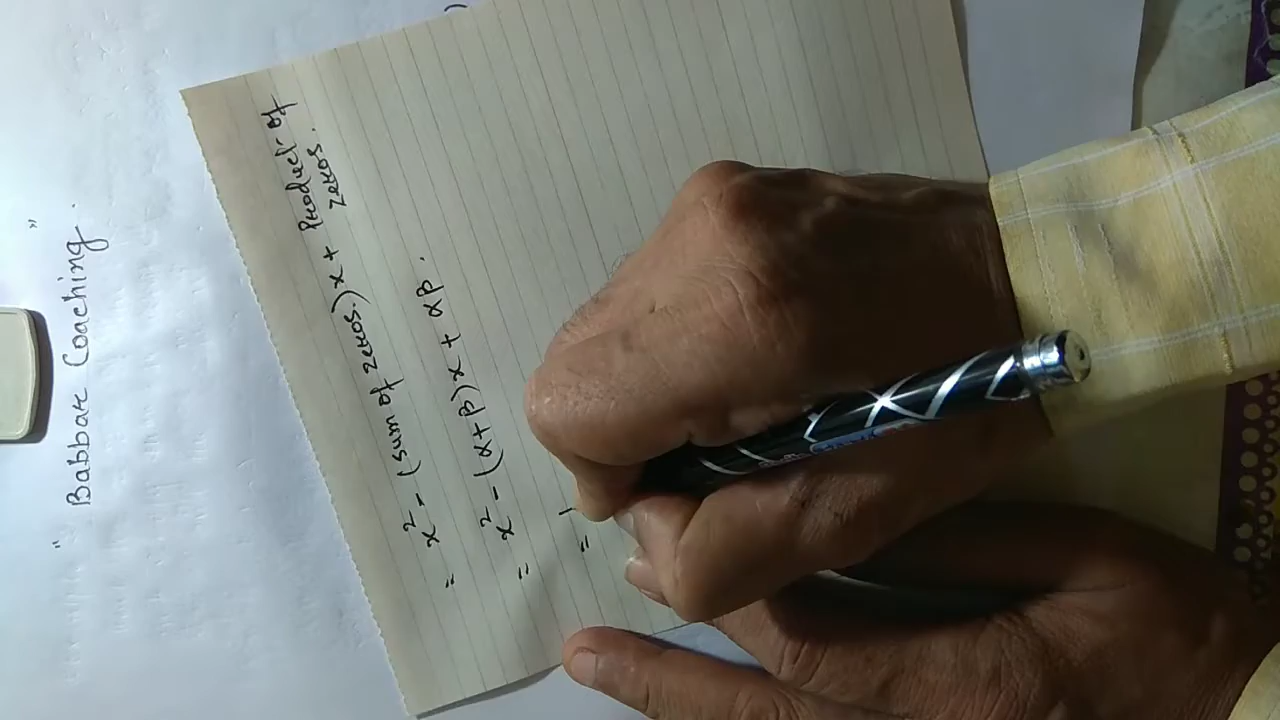 " Babbar Coaching "
= x² - (sum of zeros.) x + Product of
zeros.
= x² - (α+β) x + αβ.
=